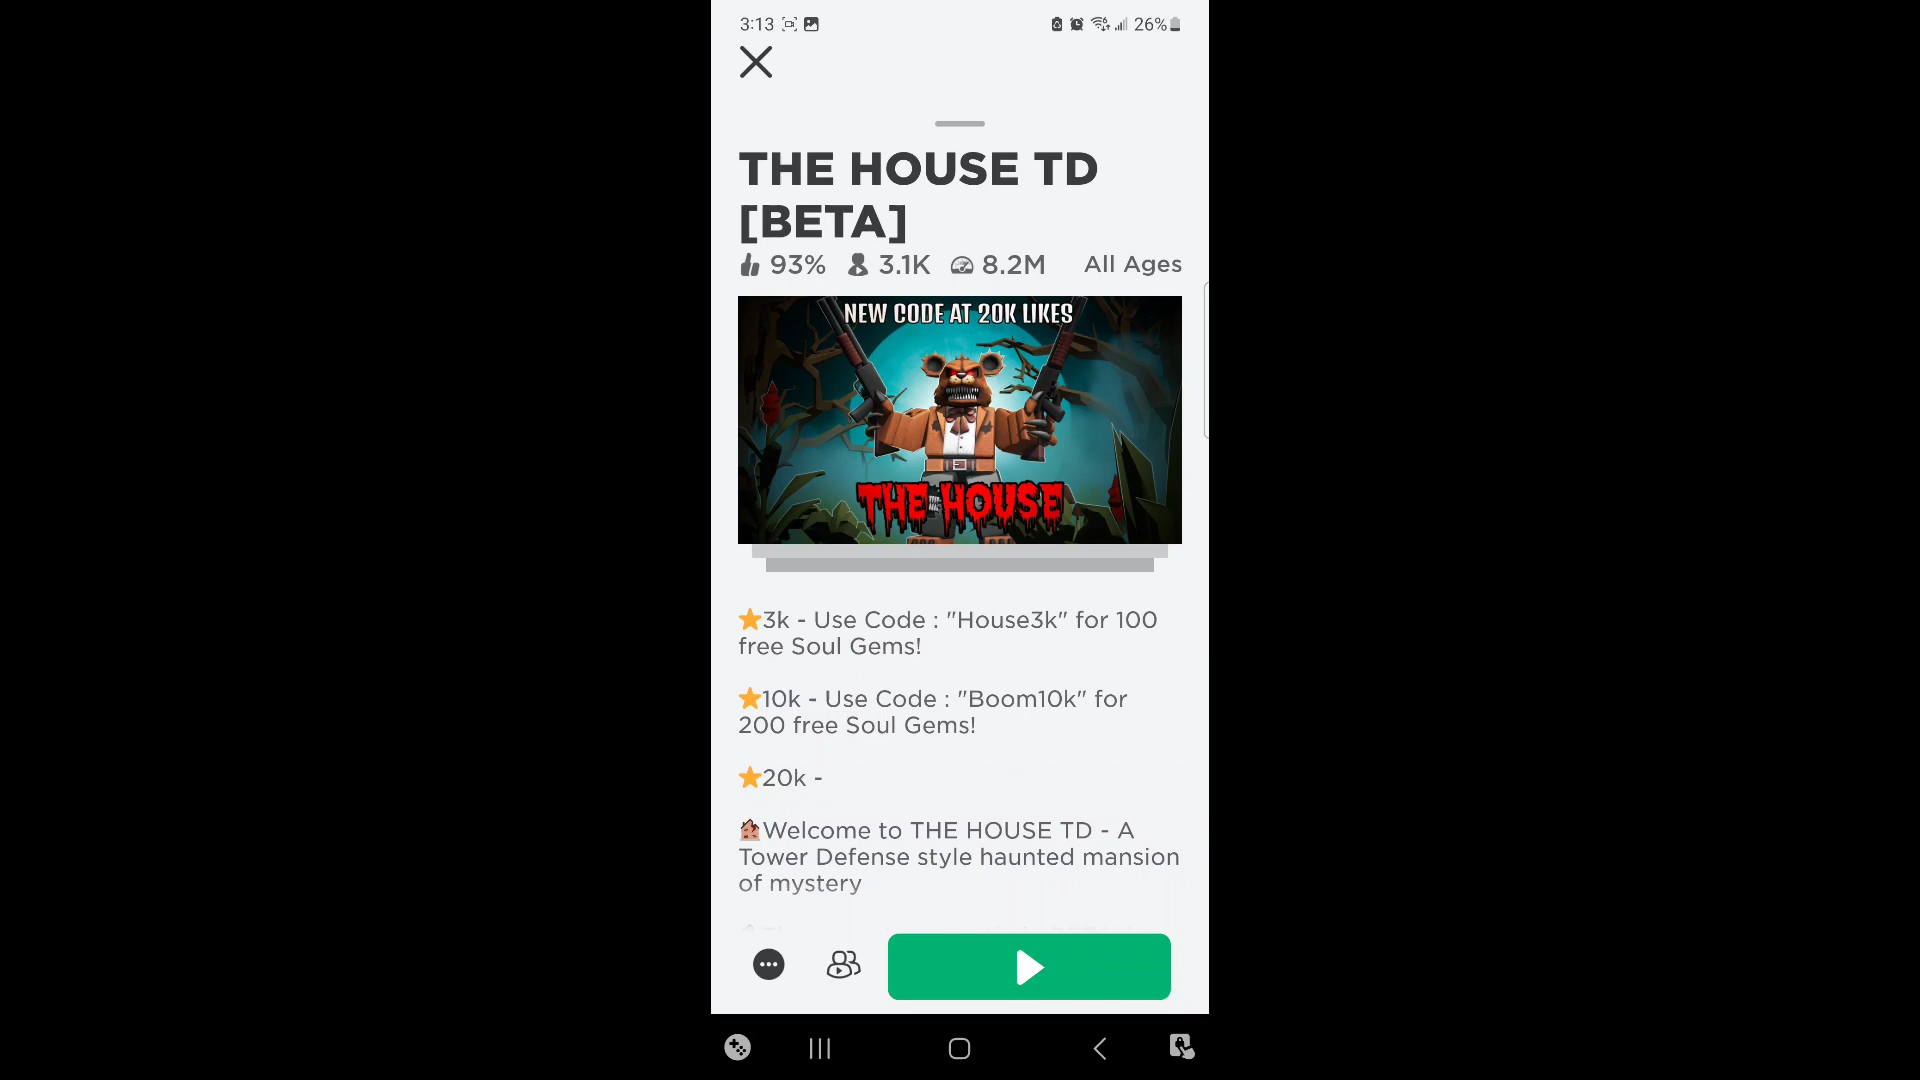 3:13
26%
THE HOUSE TD
[BETA]
93% 3.1K 8.2M All Ages
NEW CODE AT 20K LIKES
THE HOUSE
⭐3k - Use Code : "House3k" for 100
free Soul Gems!
⭐10k - Use Code : "Boom10k" for
200 free Soul Gems!
⭐20k -
🏠Welcome to THE HOUSE TD - A
Tower Defense style haunted mansion
of mystery